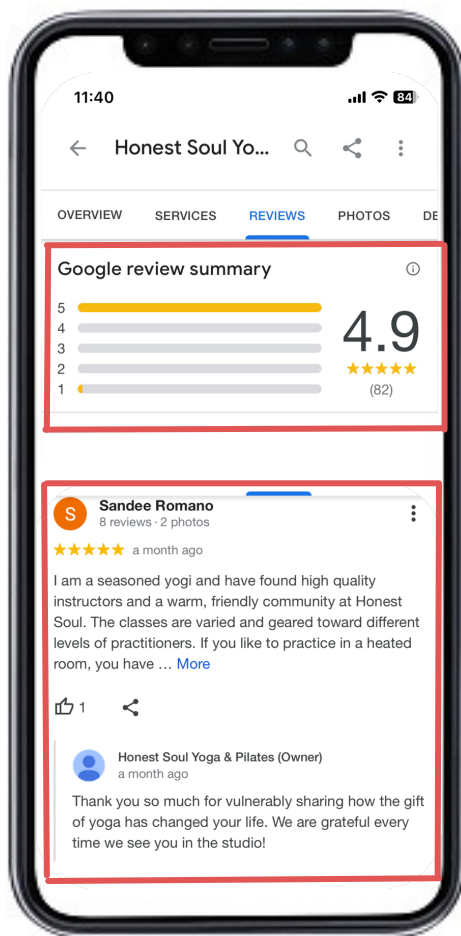 11:40
84
Honest Soul Yo...
OVERVIEW SERVICES REVIEWS PHOTOS DE
Google review summary
5
4
3
2
1
4.9
(82)
S
Sandee Romano
8 reviews · 2 photos
a month ago
I am a seasoned yogi and have found high quality
instructors and a warm, friendly community at Honest
Soul. The classes are varied and geared toward different
levels of practitioners. If you like to practice in a heated
room, you have ... More
1
Honest Soul Yoga & Pilates (Owner)
a month ago
Thank you so much for vulnerably sharing how the gift
of yoga has changed your life. We are grateful every
time we see you in the studio!